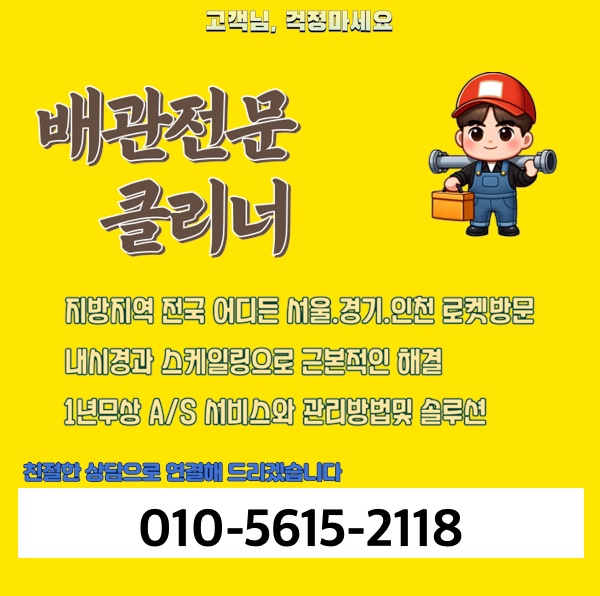 고객님, 걱정마세요
배관전문
클리너
지방지역 전국 어디든 서울.경기.인천 로켓방문
내시경과 스케일링으로 근본적인 해결
1년무상 A/S 서비스와 관리방법및 솔루션
친절한 상담으로 연결해 드리겠습니다
010-5615-2118